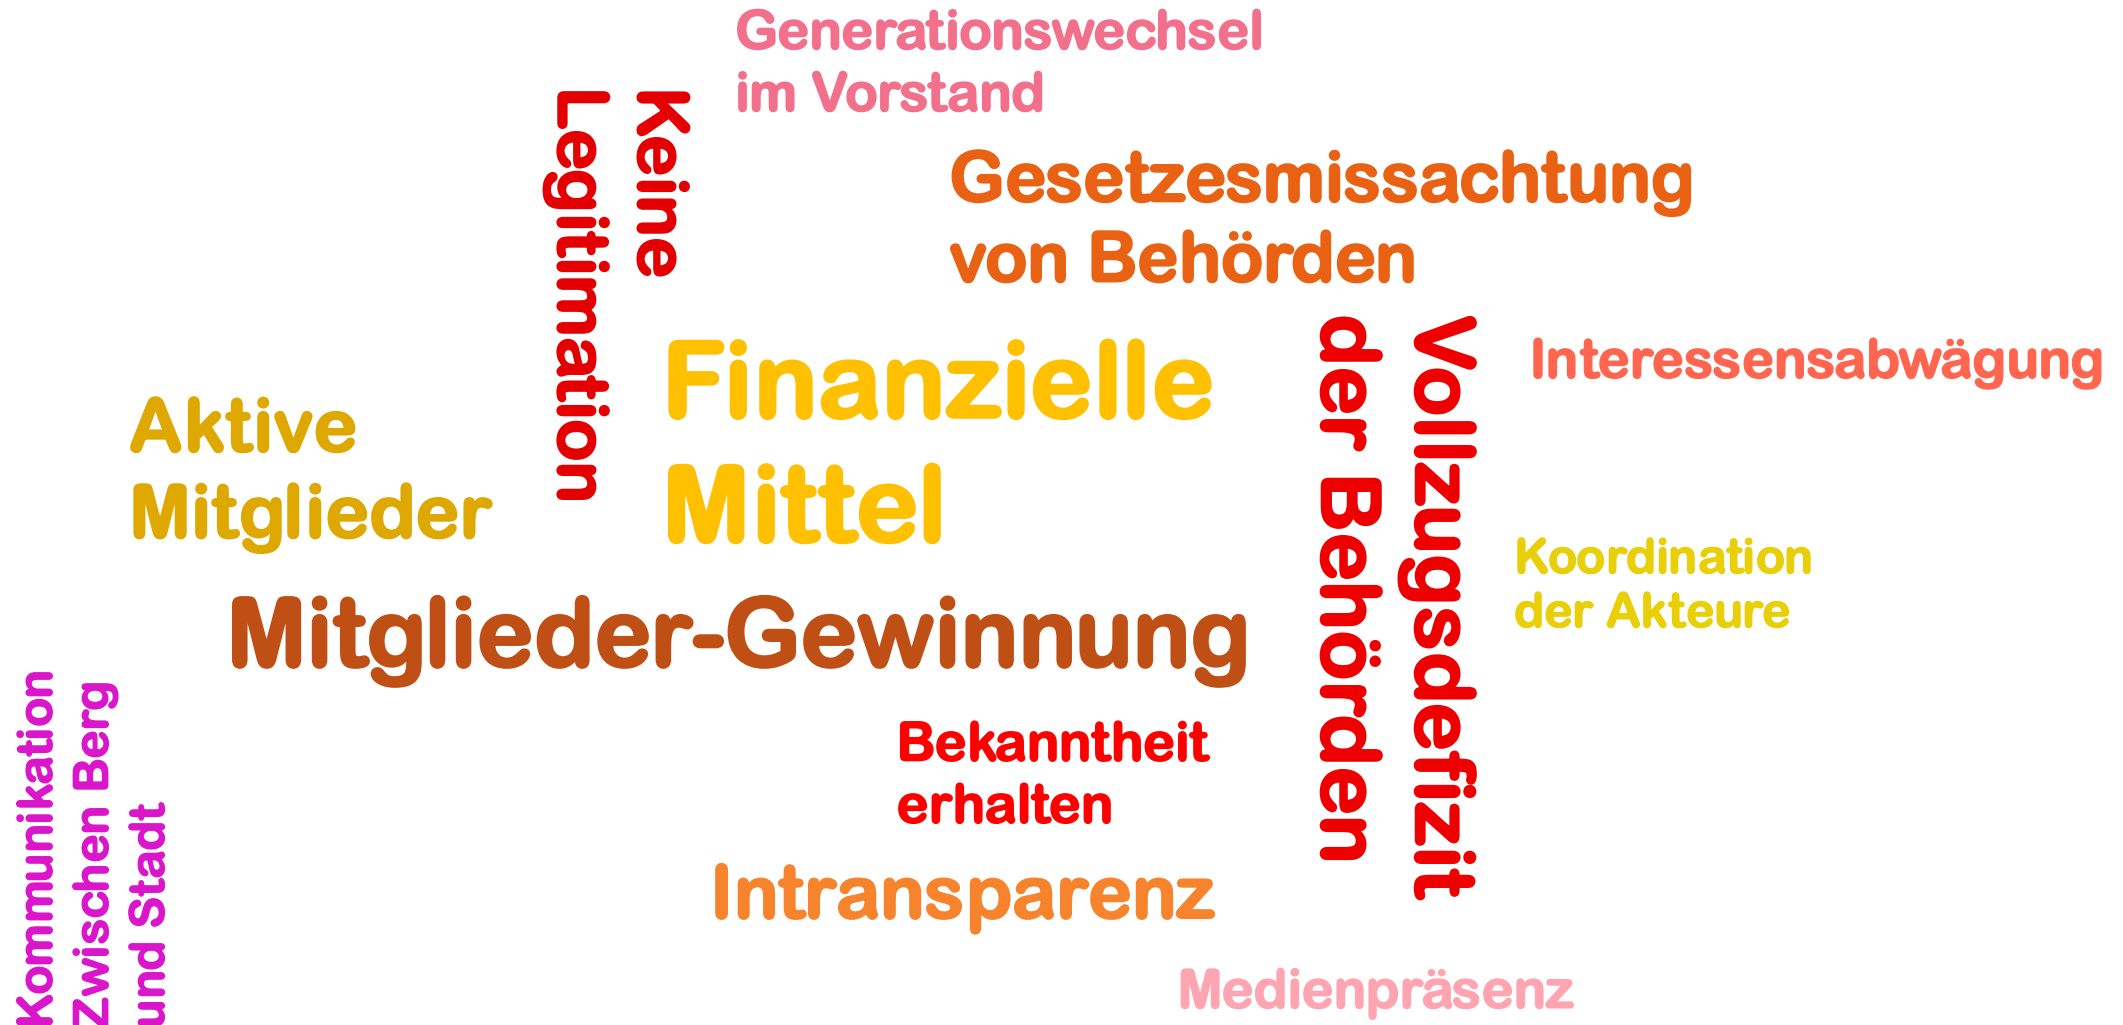 Generationswechsel
im Vorstand
Keine
Legitimation
Gesetzesmissachtung
von Behörden
Finanzielle
Mittel
Vollzugsdefizit
der Behörden
Interessensabwägung
Aktive
Mitglieder
Koordination
der Akteure
Mitglieder-Gewinnung
Kommunikation
Zwischen Berg
und Stadt
Bekanntheit
erhalten
Intransparenz
Medienpräsenz